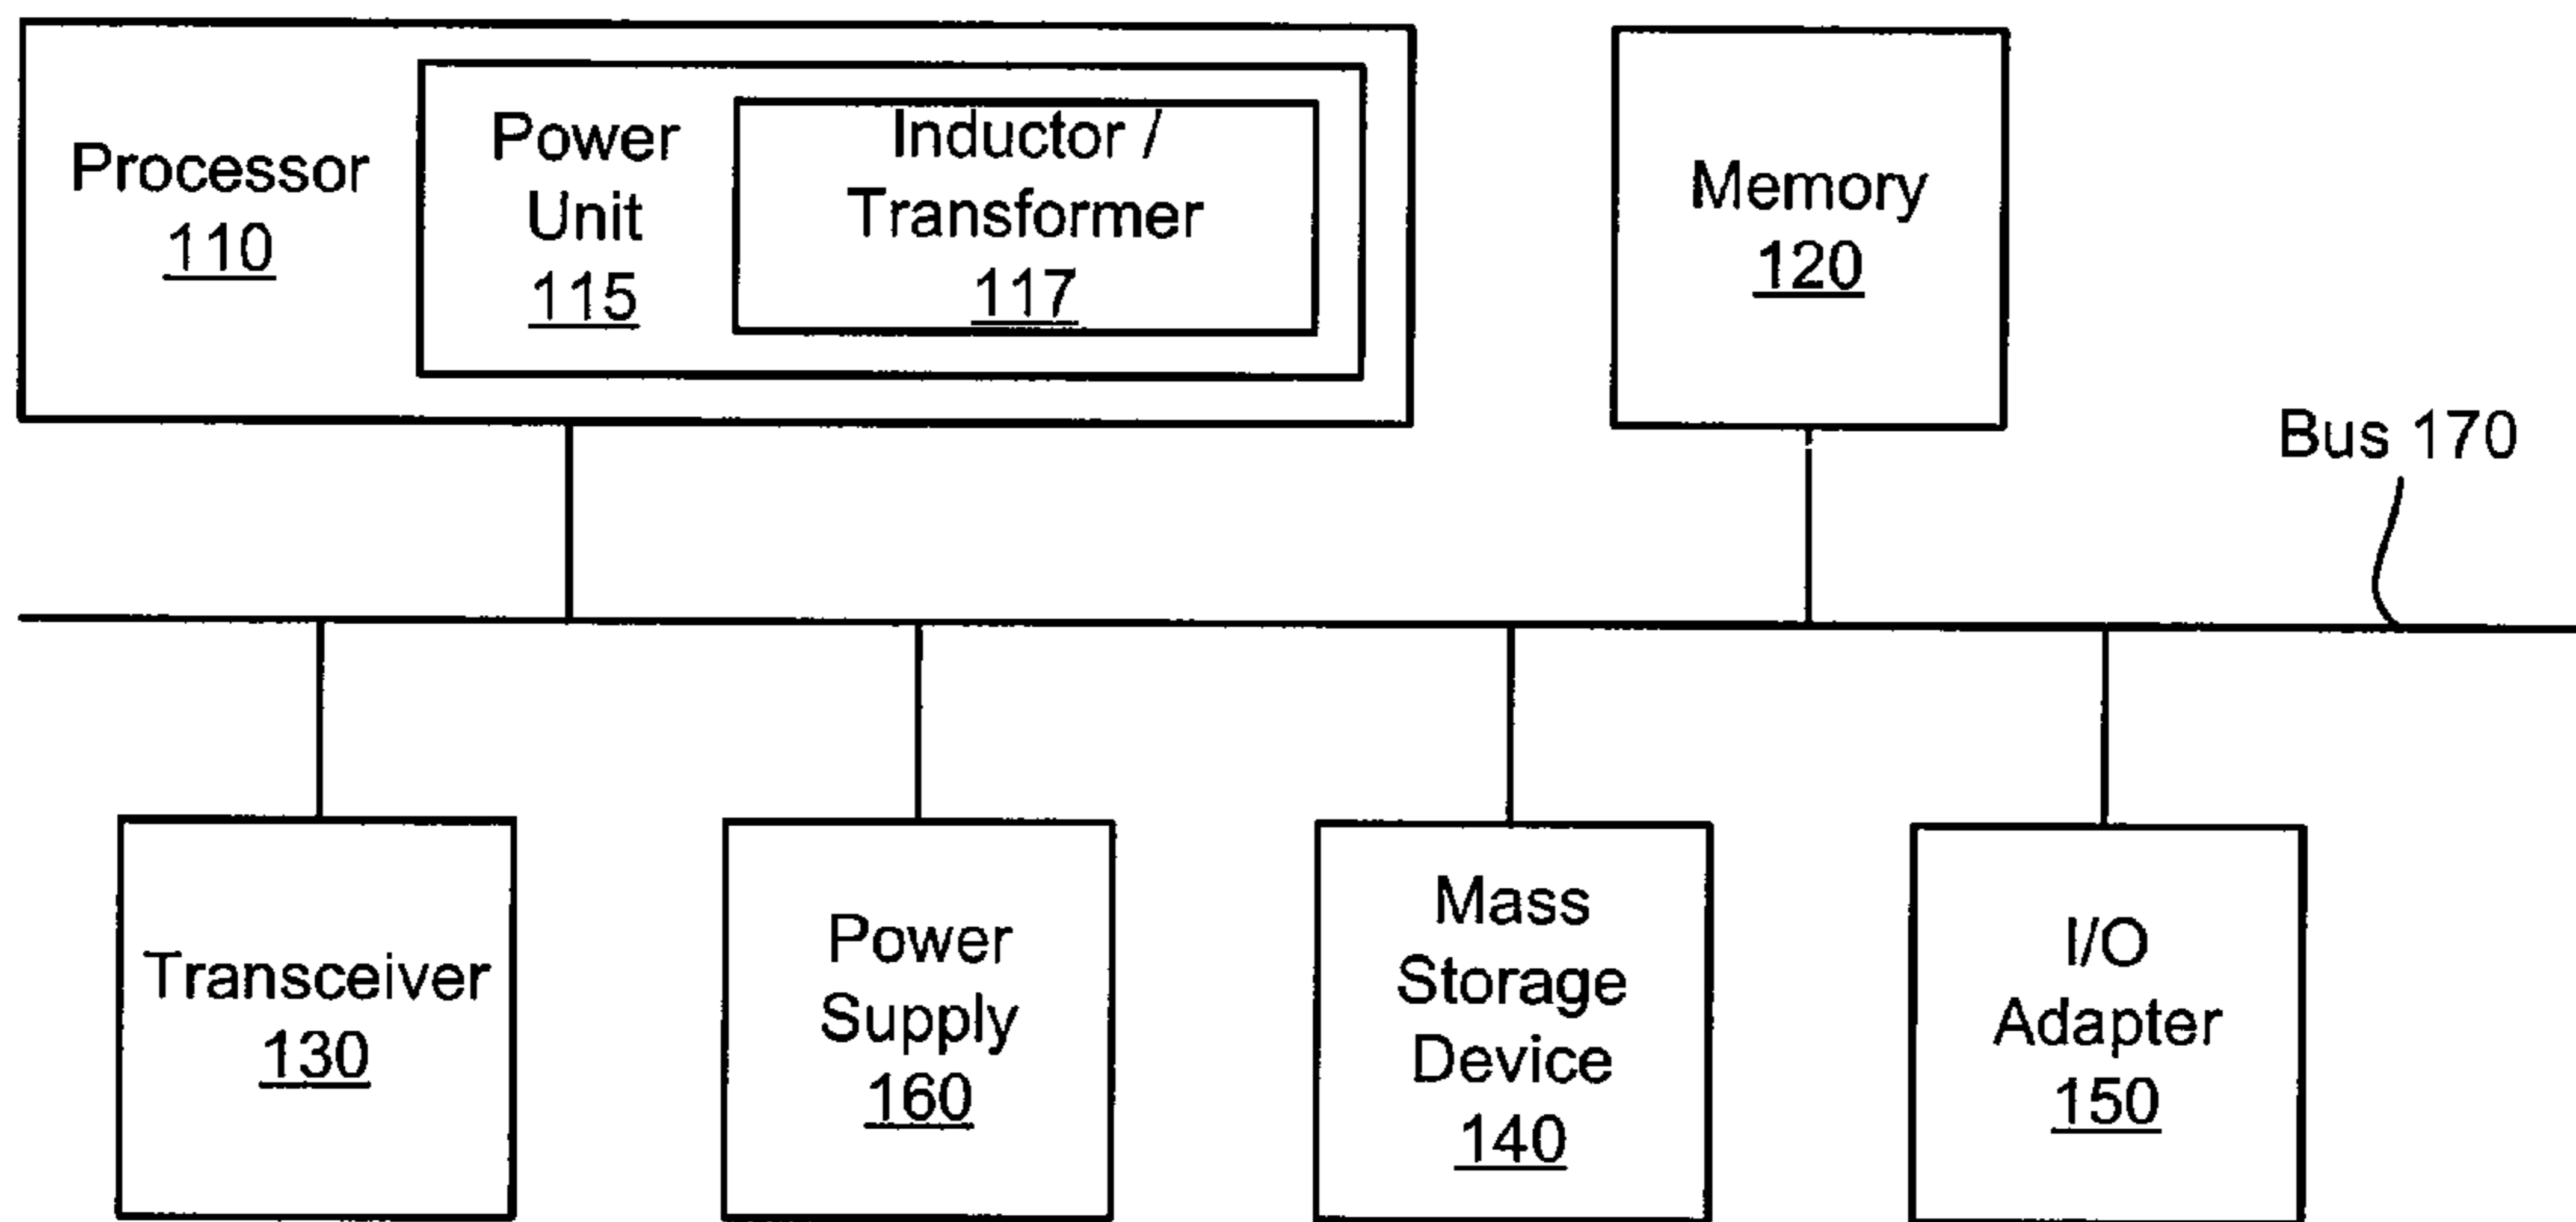 Processor
110
Power
Unit
115
Inductor /
Transformer
117
Memory
120
Bus 170
Transceiver
130
Power
Supply
160
Mass
Storage
Device
140
I/O
Adapter
150